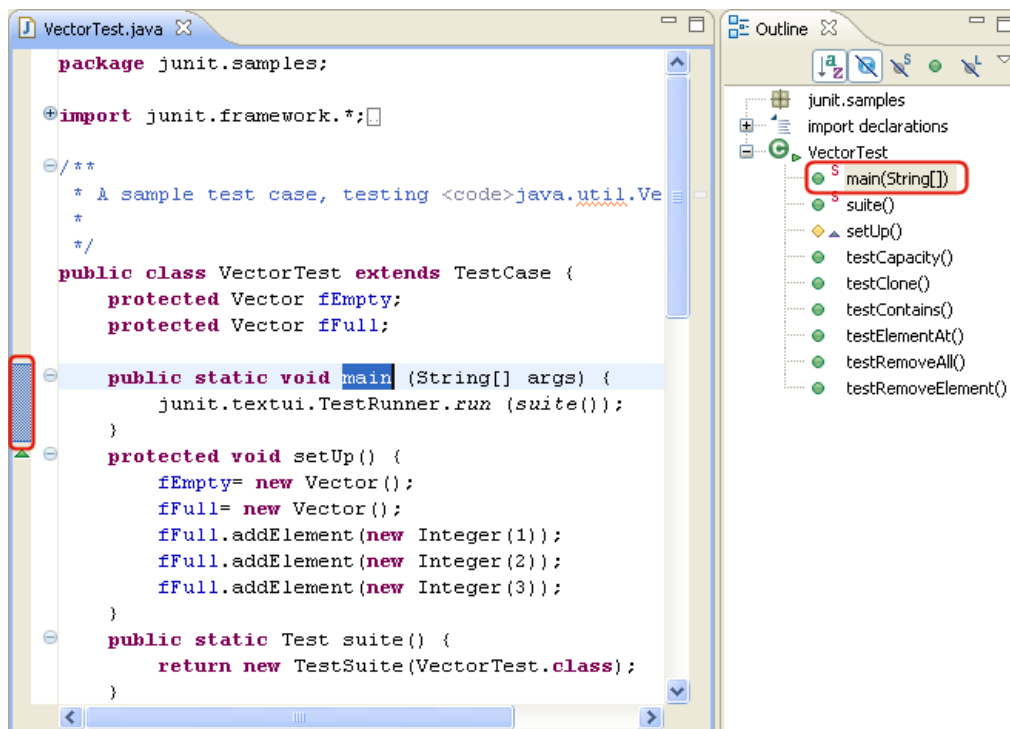 VectorTest.java
package junit.samples;
import junit.framework.*;
/**
* A sample test case, testing <code>java.util.Ve
*
*/
public class VectorTest extends TestCase {
protected Vector fEmpty;
protected Vector fFull;
public static void main (String[] args) {
junit.textui.TestRunner.run (suite());
}
protected void setUp() {
fEmpty= new Vector();
fFull= new Vector();
fFull.addElement(new Integer(1));
fFull.addElement(new Integer(2));
fFull.addElement(new Integer(3));
}
public static Test suite() {
return new TestSuite(VectorTest.class);
}
Outline
junit.samples
import declarations
VectorTest
main(String[])
suite()
setUp()
testCapacity()
testClone()
testContains()
testElementAt()
testRemoveAll()
testRemoveElement()